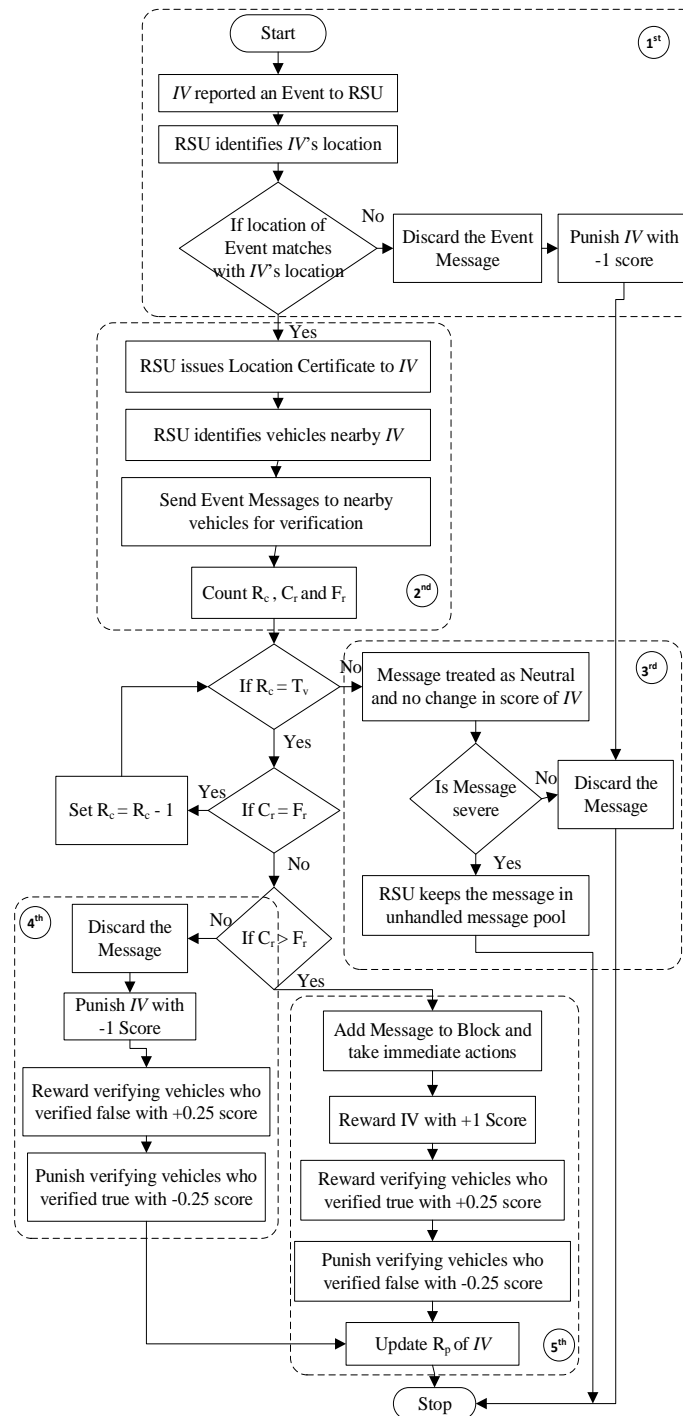 Start
1st
IV reported an Event to RSU
RSU identifies IV's location
If location of
Event matches
with IV's location
No
Discard the Event
Message
Punish IV with
-1 score
Yes
RSU issues Location Certificate to IV
RSU identifies vehicles nearby IV
Send Event Messages to nearby
vehicles for verification
Count Rc , Cr and Fr
2nd
If Rc = Tv
No
Message treated as Neutral
and no change in score of IV
3rd
Yes
Set Rc = Rc - 1
Yes
If Cr = Fr
Is Message
severe
No
Discard the
Message
No
Yes
RSU keeps the message in
unhandled message pool
4th
Discard the
Message
No
If Cr > Fr
Yes
Punish IV with
-1 Score
Reward verifying vehicles who
verified false with +0.25 score
Punish verifying vehicles who
verified true with -0.25 score
Add Message to Block and
take immediate actions
Reward IV with +1 Score
Reward verifying vehicles who
verified true with +0.25 score
Punish verifying vehicles who
verified false with -0.25 score
Update Rp of IV
5th
Stop